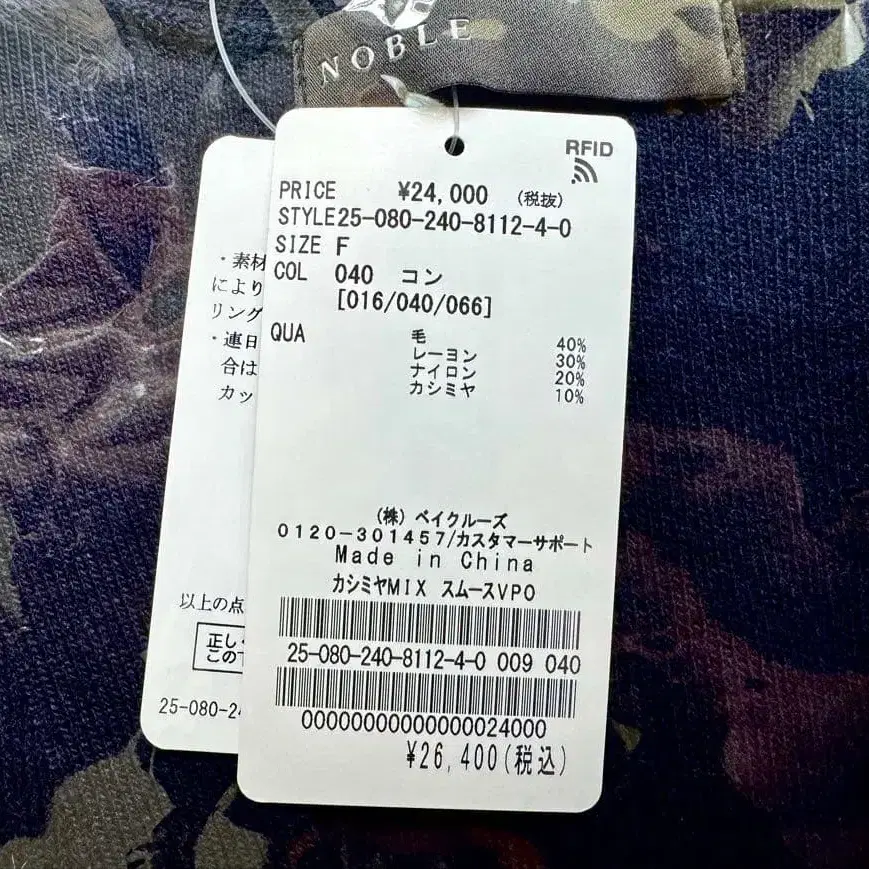 NOBLE
RFID
PRICE ¥24,000 (税抜)
STYLE25-080-240-8112-4-0
SIZE F
COL 040 コン
[016/040/066]
QUA 毛 40%
レーヨン 30%
ナイロン 20%
カシミヤ 10%
(株) ベイクルーズ
0120-301457/カスタマーサポート
Made in China
カシミヤMIX スムースVPO
25-080-240-8112-4-0 009 040
00000000000000024000
¥26,400(税込)
・素材
により
リング
・連日
合は
カッ
以上の点
正し
この
25-080-2